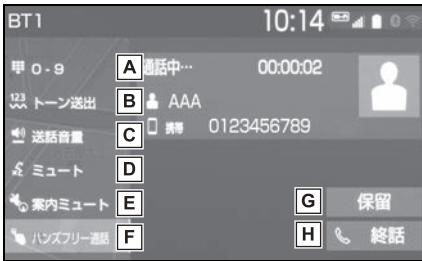 BT1 10:14
0-9 A 通話中… 00:00:02
123 トーン送出 B AAA
C 携帯 0123456789
送話音量
ミュート D
案内ミュート E G 保留
ハンズフリー通話 F H 終話